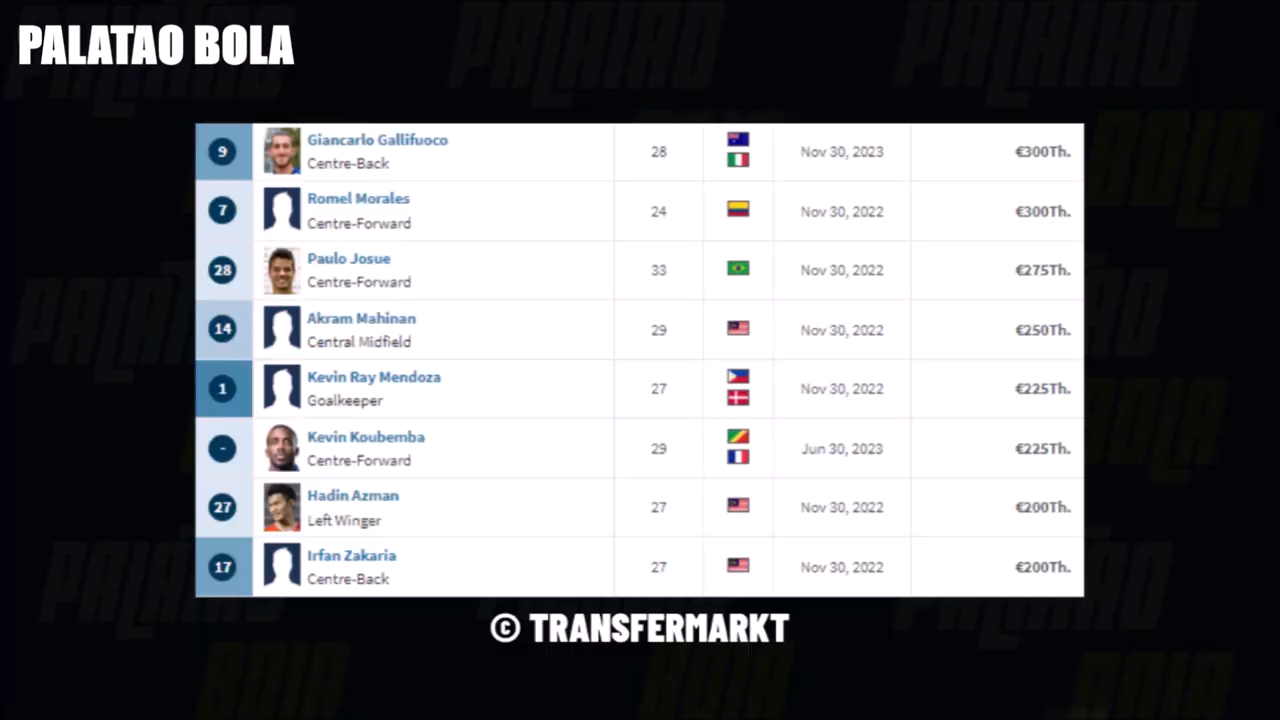 PALATAO BOLA
9 Giancarlo Gallifuoco 28 Nov 30, 2023 €300Th.
Centre-Back
7 Romel Morales 24 Nov 30, 2022 €300Th.
Centre-Forward
28 Paulo Josue 33 Nov 30, 2022 €275Th.
Centre-Forward
14 Akram Mahinan 29 Nov 30, 2022 €250Th.
Central Midfield
1 Kevin Ray Mendoza 27 Nov 30, 2022 €225Th.
Goalkeeper
- Kevin Koubemba 29 Jun 30, 2023 €225Th.
Centre-Forward
27 Hadin Azman 27 Nov 30, 2022 €200Th.
Left Winger
17 Irfan Zakaria 27 Nov 30, 2022 €200Th.
Centre-Back
© TRANSFERMARKT